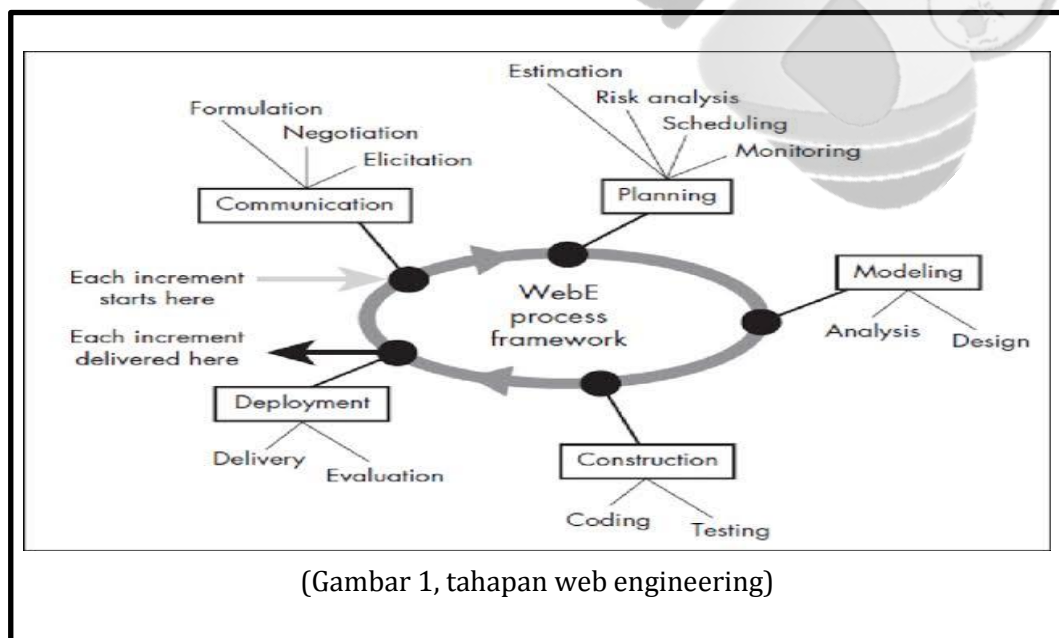 Estimation
Risk analysis
Scheduling
Monitoring
Planning
Formulation
Negotiation
Elicitation
Communication
Each increment
starts here
WebE
process
framework
Modeling
Analysis
Design
Each increment
delivered here
Deployment
Delivery
Evaluation
Construction
Coding
Testing
(Gambar 1, tahapan web engineering)